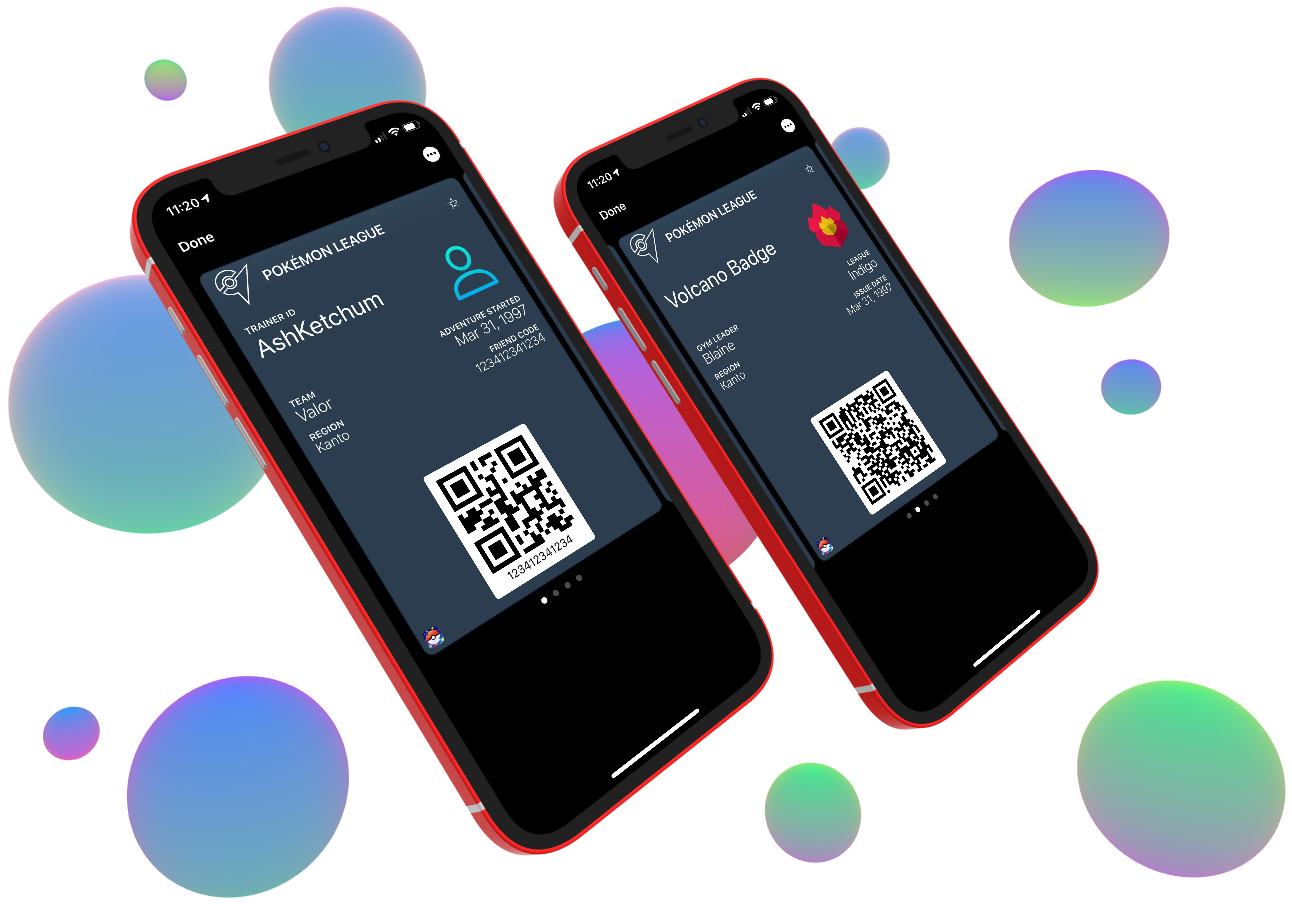 11:20
Done
POKÉMON LEAGUE
TRAINER ID
AshKetchum
ADVENTURE STARTED
Mar 31, 1997
FRIEND CODE
123412341234
TEAM
Valor
REGION
Kanto
123412341234
11:20
Done
POKÉMON LEAGUE
Volcano Badge
LEAGUE
Indigo
ISSUE DATE
Mar 31, 1997
GYM LEADER
Blaine
REGION
Kanto